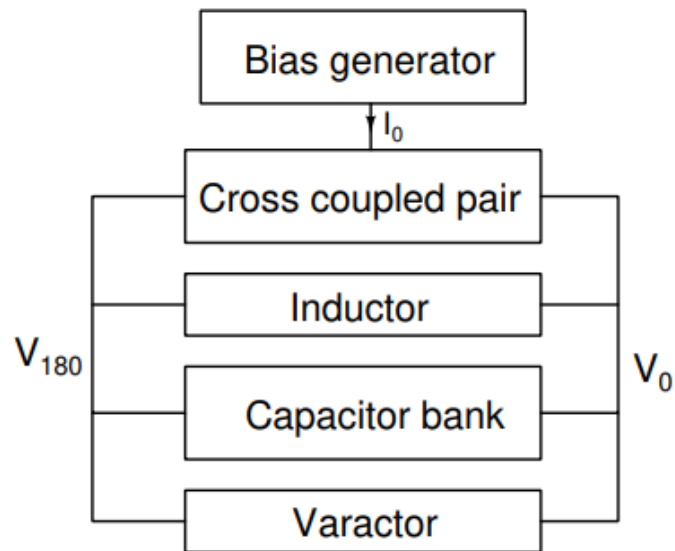 Bias generator
I₀
Cross coupled pair
Inductor
V₁₈₀
V₀
Capacitor bank
Varactor